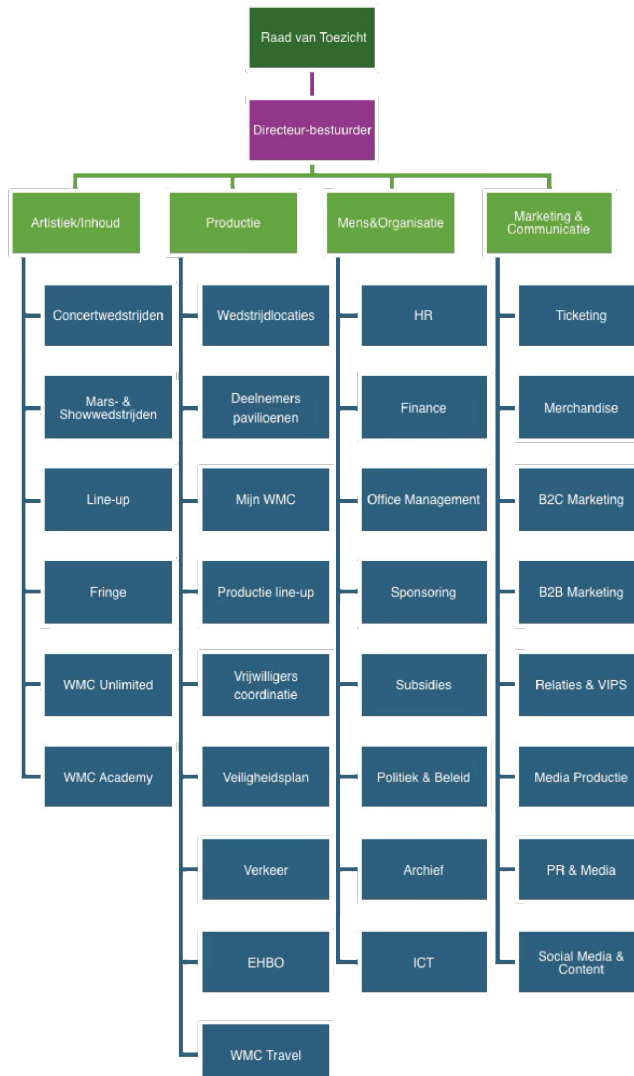 Raad van Toezicht
Directeur-bestuurder
Artistiek/Inhoud
Productie
Mens&Organisatie
Marketing &
Communicatie
Concertwedstrijden
Mars- &
Showwedstrijden
Line-up
Fringe
WMC Unlimited
WMC Academy
Wedstrijdlocaties
Deelnemers
pavilioenen
Mijn WMC
Productie line-up
Vrijwilligers
coordinatie
Veiligheidsplan
Verkeer
EHBO
WMC Travel
HR
Finance
Office Management
Sponsoring
Subsidies
Politiek & Beleid
Archief
ICT
Ticketing
Merchandise
B2C Marketing
B2B Marketing
Relaties & VIPS
Media Productie
PR & Media
Social Media &
Content